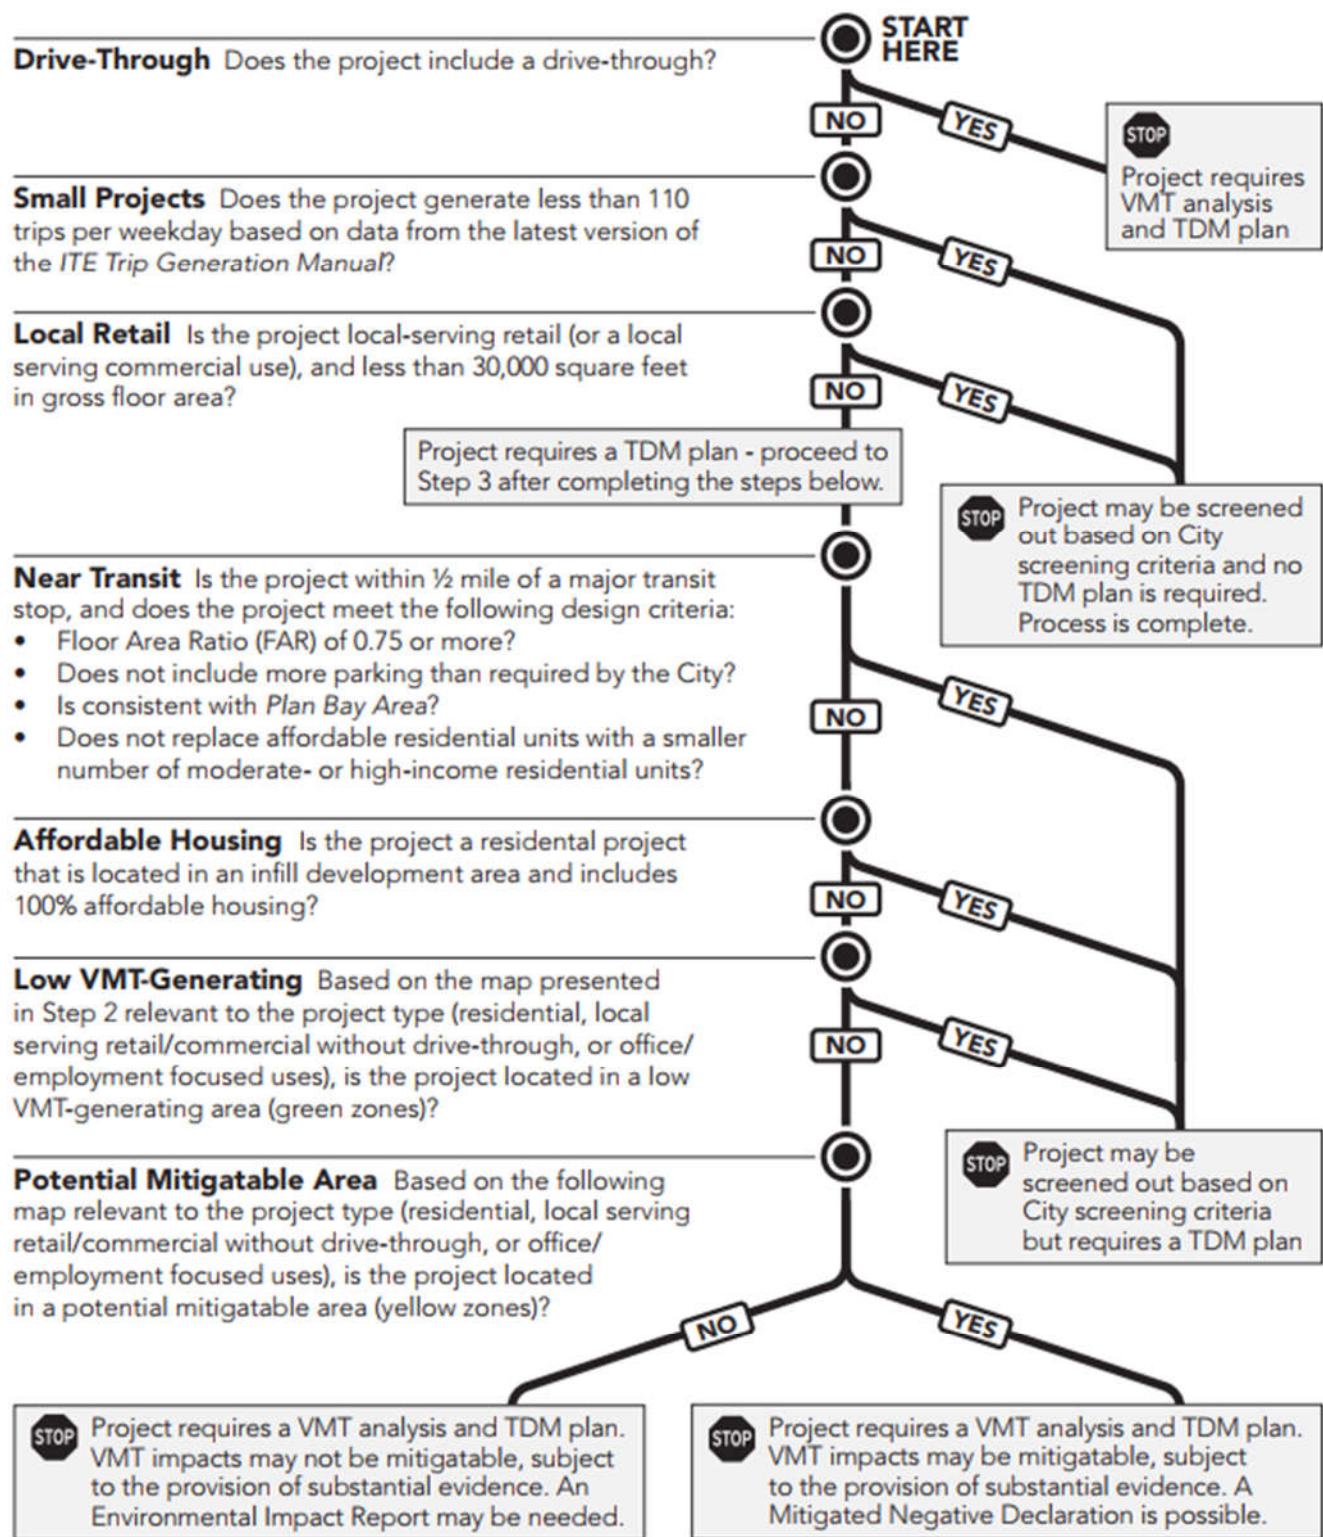 START
HERE
Drive-Through Does the project include a drive-through?
NO
YES
STOP
Project requires
VMT analysis
and TDM plan
Small Projects Does the project generate less than 110
trips per weekday based on data from the latest version of
the ITE Trip Generation Manual?
NO
YES
Local Retail Is the project local-serving retail (or a local
serving commercial use), and less than 30,000 square feet
in gross floor area?
NO
YES
Project requires a TDM plan - proceed to
Step 3 after completing the steps below.
STOP
Project may be screened
out based on City
screening criteria and no
TDM plan is required.
Process is complete.
Near Transit Is the project within ½ mile of a major transit
stop, and does the project meet the following design criteria:
• Floor Area Ratio (FAR) of 0.75 or more?
• Does not include more parking than required by the City?
• Is consistent with Plan Bay Area?
• Does not replace affordable residential units with a smaller
number of moderate- or high-income residential units?
NO
YES
Affordable Housing Is the project a residental project
that is located in an infill development area and includes
100% affordable housing?
NO
YES
Low VMT-Generating Based on the map presented
in Step 2 relevant to the project type (residential, local
serving retail/commercial without drive-through, or office/
employment focused uses), is the project located in a low
VMT-generating area (green zones)?
NO
YES
STOP
Project may be
screened out based on
City screening criteria
but requires a TDM plan
Potential Mitigatable Area Based on the following
map relevant to the project type (residential, local serving
retail/commercial without drive-through, or office/
employment focused uses), is the project located
in a potential mitigatable area (yellow zones)?
NO
YES
STOP
Project requires a VMT analysis and TDM plan.
VMT impacts may not be mitigatable, subject
to the provision of substantial evidence. An
Environmental Impact Report may be needed.
STOP
Project requires a VMT analysis and TDM plan.
VMT impacts may be mitigatable, subject
to the provision of substantial evidence. A
Mitigated Negative Declaration is possible.